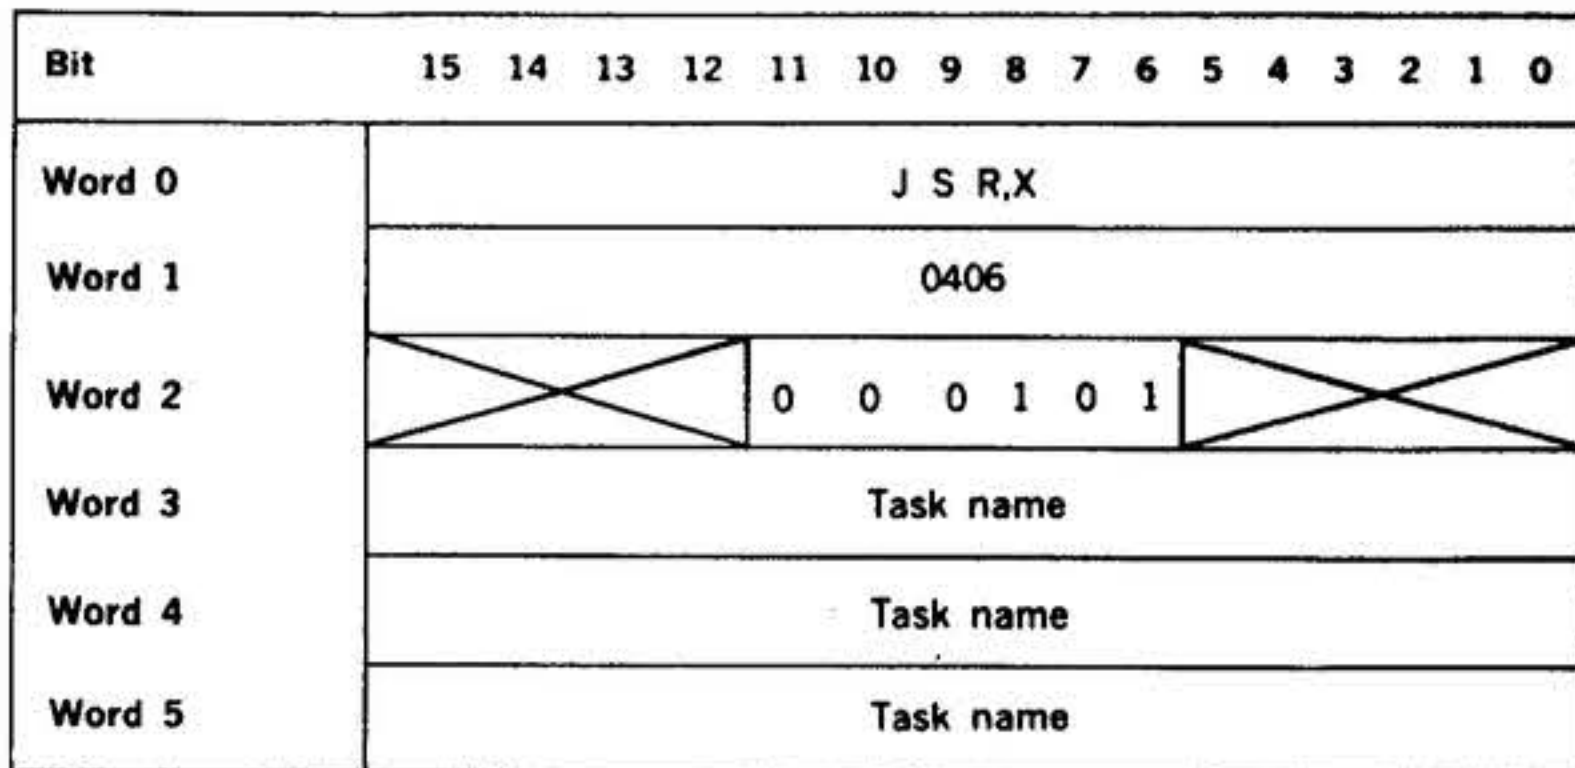 Bit 15 14 13 12 11 10 9 8 7 6 5 4 3 2 1 0
Word 0 J S R,X
Word 1 0406
Word 2 0 0 0 1 0 1
Word 3 Task name
Word 4 Task name
Word 5 Task name